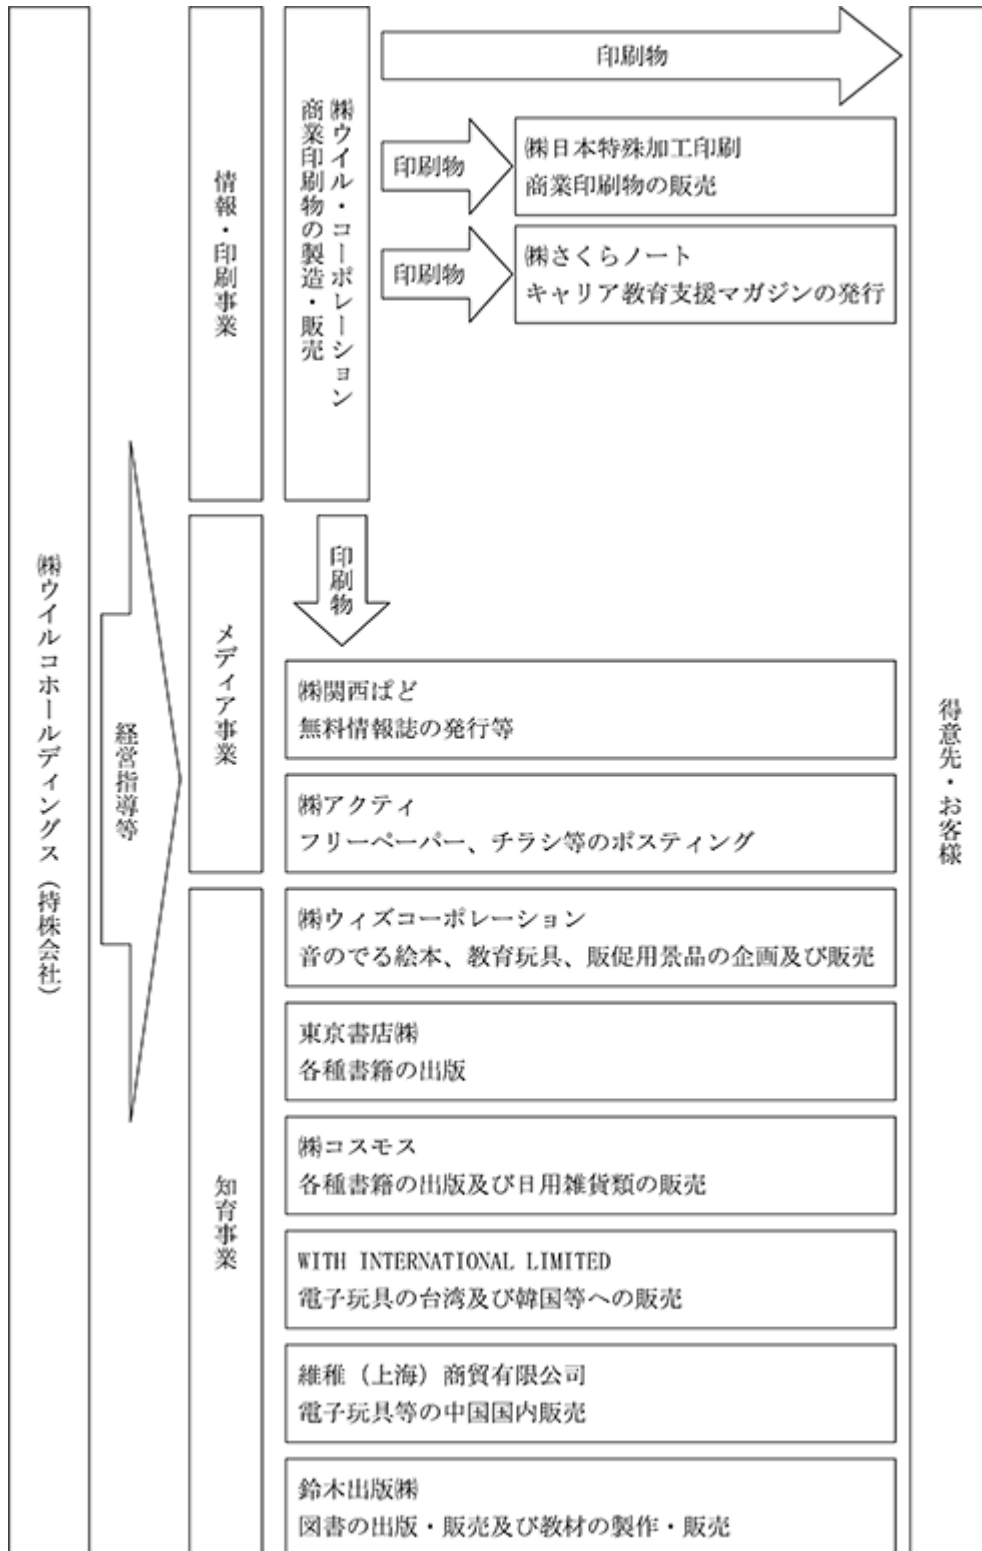 ㈱ウイルコホールディングス（持株会社）
経営指導等
情報・印刷事業
㈱ウイル・コーポレーション
商業印刷物の製造・販売
印刷物
印刷物
㈱日本特殊加工印刷
商業印刷物の販売
印刷物
㈱さくらノート
キャリア教育支援マガジンの発行
印刷物
メディア事業
㈱関西ぱど
無料情報誌の発行等
㈱アクティ
フリーペーパー、チラシ等のポスティング
知育事業
㈱ウィズコーポレーション
音のでる絵本、教育玩具、販促用景品の企画及び販売
東京書店㈱
各種書籍の出版
㈱コスモス
各種書籍の出版及び日用雑貨類の販売
WITH INTERNATIONAL LIMITED
電子玩具の台湾及び韓国等への販売
維稚（上海）商貿有限公司
電子玩具等の中国国内販売
鈴木出版㈱
図書の出版・販売及び教材の製作・販売
得意先・お客様